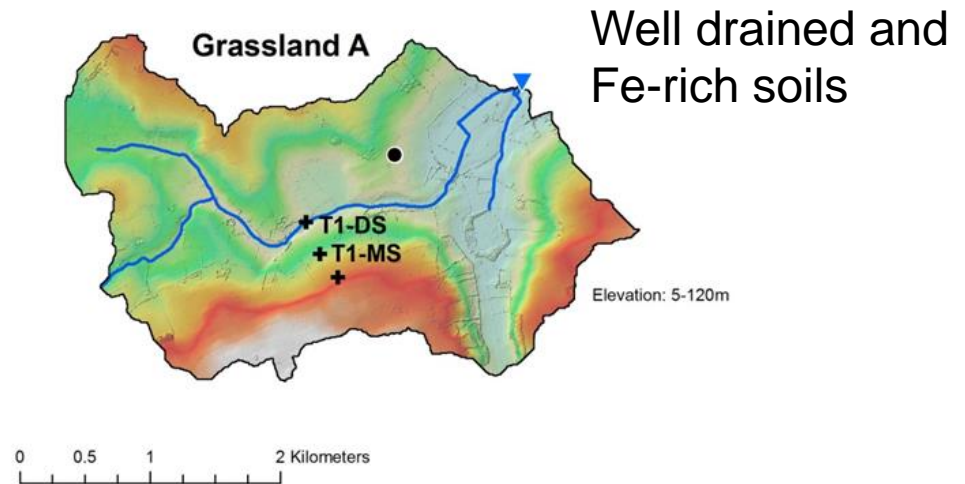 Well drained and
Fe-rich soils
Grassland A
T1-DS
T1-MS
Elevation: 5-120m
0 0.5 1 2 Kilometers